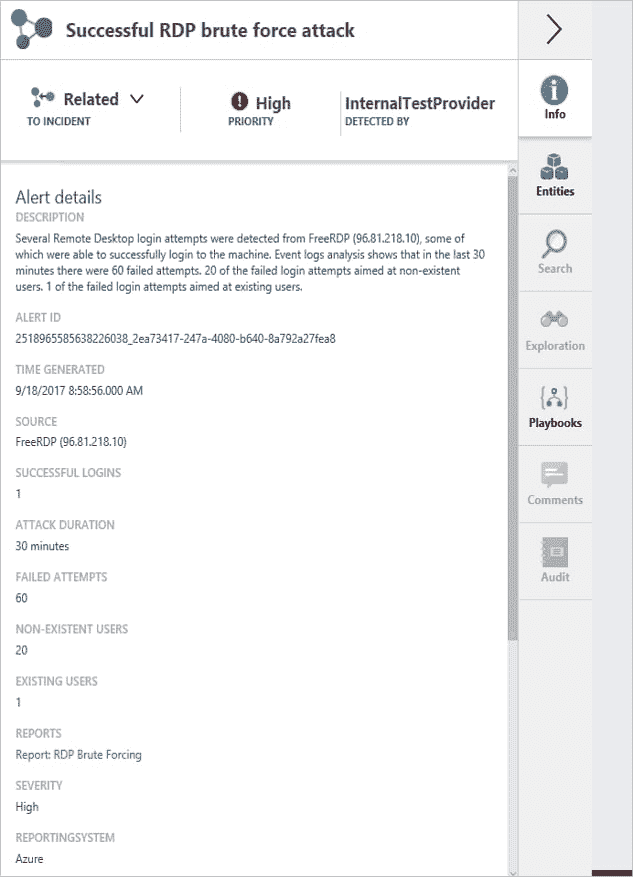 Successful RDP brute force attack
Related
TO INCIDENT
High
PRIORITY
InternalTestProvider
DETECTED BY
Alert details
DESCRIPTION
Several Remote Desktop login attempts were detected from FreeRDP (96.81.218.10), some of
which were able to successfully login to the machine. Event logs analysis shows that in the last 30
minutes there were 60 failed attempts. 20 of the failed login attempts aimed at non-existent
users. 1 of the failed login attempts aimed at existing users.
ALERT ID
2518965585638226038_2ea73417-247a-4080-b640-8a792a27fea8
TIME GENERATED
9/18/2017 8:58:56.000 AM
SOURCE
FreeRDP (96.81.218.10)
SUCCESSFUL LOGINS
1
ATTACK DURATION
30 minutes
FAILED ATTEMPTS
60
NON-EXISTENT USERS
20
EXISTING USERS
1
REPORTS
Report: RDP Brute Forcing
SEVERITY
High
REPORTINGSYSTEM
Azure
Info
Entities
Search
Exploration
Playbooks
Comments
Audit